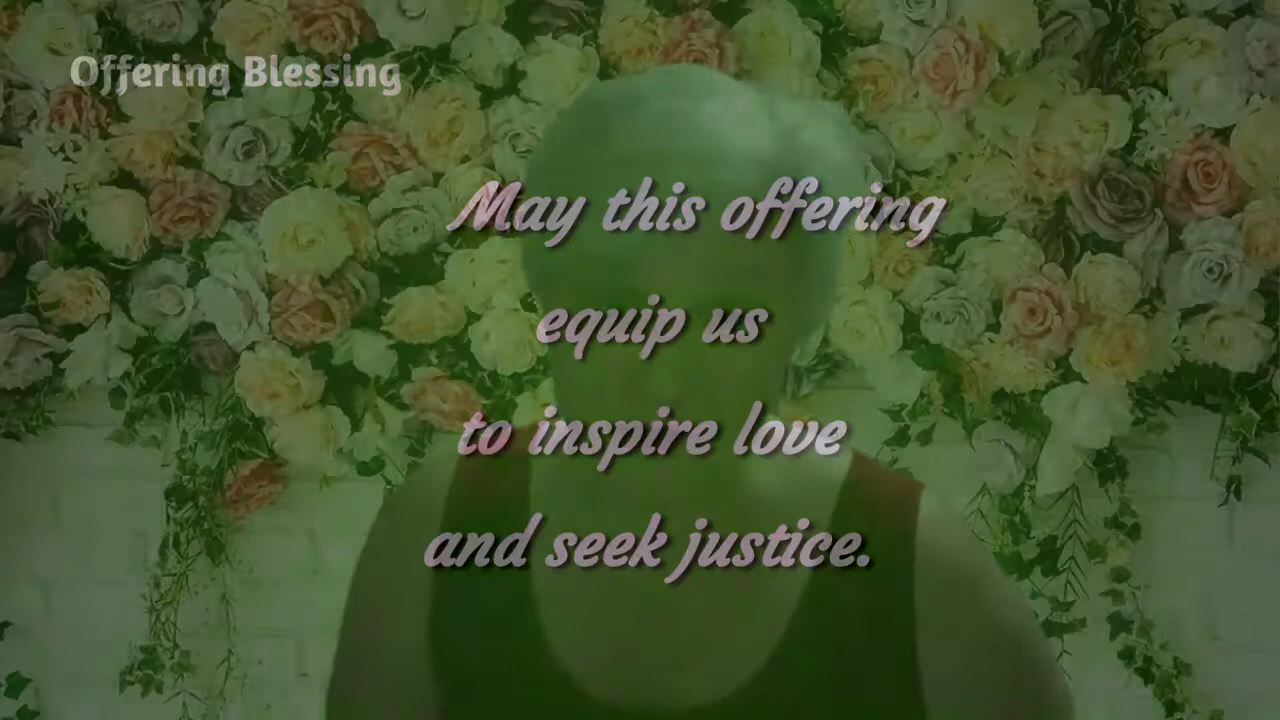 Offering Blessing
May this offering
equip us
to inspire love
and seek justice.